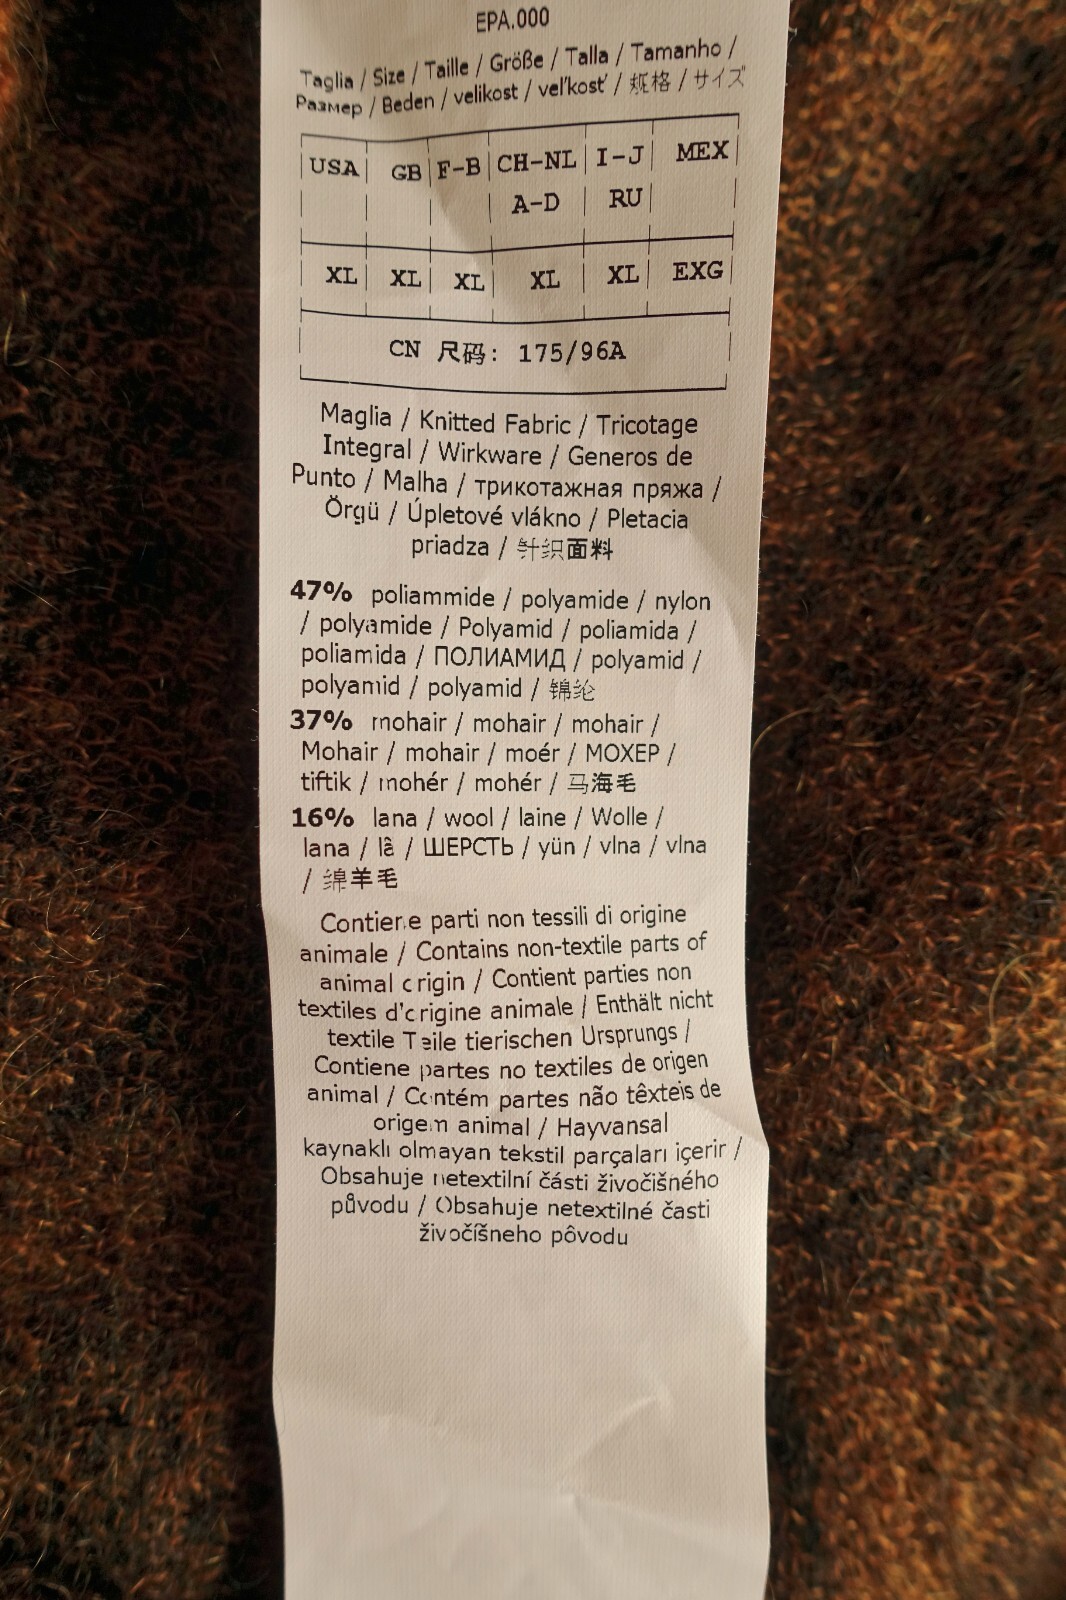 EPA.000
Taglia / Size / Taille / Größe / Talla / Tamanho /
Размер / Beden / velikost / veľkosť / 规格 / サイズ
USA GB F-B CH-NL I-J MEX
A-D RU
XL XL XL XL XL EXG
CN 尺码: 175/96A
Maglia / Knitted Fabric / Tricotage
Integral / Wirkware / Generos de
Punto / Malha / трикотажная пряжа /
Örgü / Úpletové vlákno / Pletacia
priadza / 针织面料
47% poliammide / polyamide / nylon
/ polyamide / Polyamid / poliamida /
poliamida / ПОЛИАМИД / polyamid /
polyamid / polyamid / 锦纶
37% mohair / mohair / mohair /
Mohair / mohair / moér / МОХЕР /
tiftik / mohér / mohér / 马海毛
16% lana / wool / laine / Wolle /
lana / lã / ШЕРСТЬ / yün / vlna / vlna
/ 绵羊毛
Contiene parti non tessili di origine
animale / Contains non-textile parts of
animal origin / Contient parties non
textiles d'origine animale / Enthält nicht
textile Teile tierischen Ursprungs /
Contiene partes no textiles de origen
animal / Contém partes não têxteis de
origem animal / Hayvansal
kaynaklı olmayan tekstil parçaları içerir /
Obsahuje netextilní části živočišného
původu / Obsahuje netextilné časti
živočíšneho pôvodu